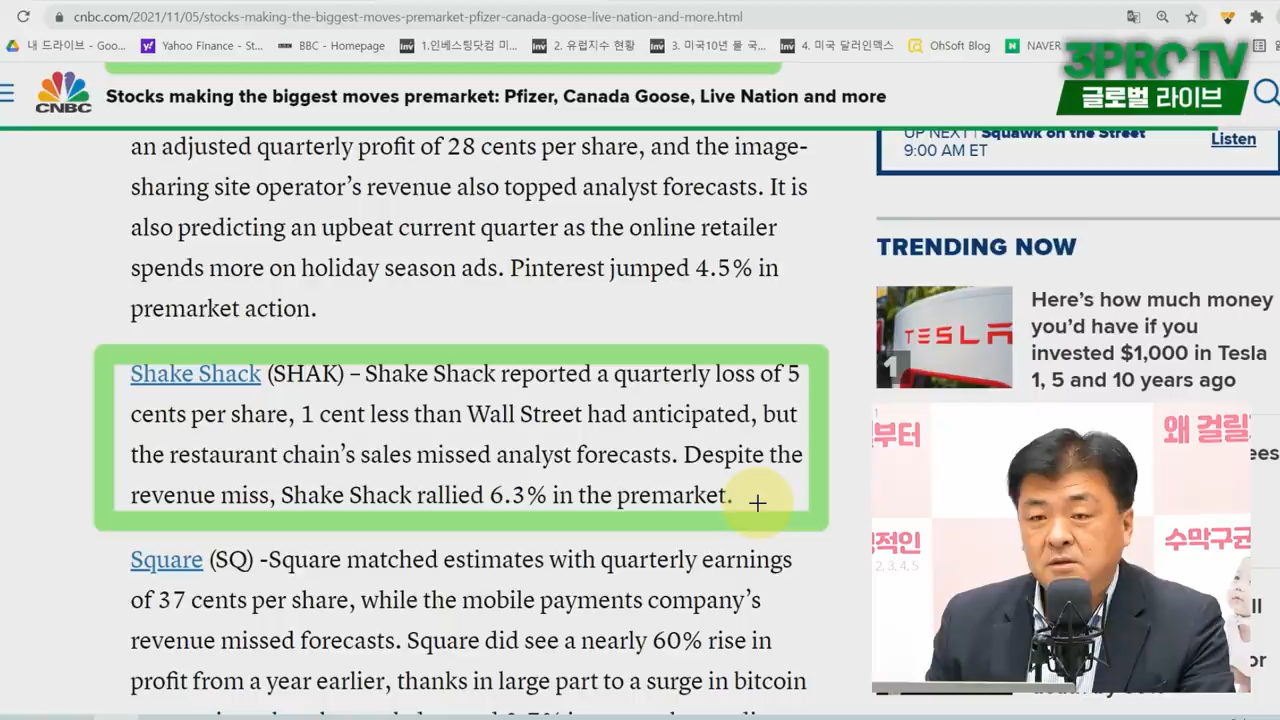 cnbc.com/2021/11/05/stocks-making-the-biggest-moves-premarket-pfizer-canada-goose-live-nation-and-more.html
내 드라이브 - Goo...
Yahoo Finance - St...
BBC - Homepage
1.인베스팅닷컴 미...
2. 유럽지수 현황
3. 미국10년 물 국...
4. 미국 달러인덱스
OhSoft Blog
NAVER
3PRO TV
글로벌 라이브
CNBC
Stocks making the biggest moves premarket: Pfizer, Canada Goose, Live Nation and more
an adjusted quarterly profit of 28 cents per share, and the image-
sharing site operator’s revenue also topped analyst forecasts. It is
also predicting an upbeat current quarter as the online retailer
spends more on holiday season ads. Pinterest jumped 4.5% in
premarket action.
Shake Shack (SHAK) – Shake Shack reported a quarterly loss of 5
cents per share, 1 cent less than Wall Street had anticipated, but
the restaurant chain’s sales missed analyst forecasts. Despite the
revenue miss, Shake Shack rallied 6.3% in the premarket.
Square (SQ) -Square matched estimates with quarterly earnings
of 37 cents per share, while the mobile payments company’s
revenue missed forecasts. Square did see a nearly 60% rise in
profit from a year earlier, thanks in large part to a surge in bitcoin
UP NEXT | Squawk on the Street
9:00 AM ET
Listen
TRENDING NOW
TESLA
1
Here’s how much money
you’d have if you
invested $1,000 in Tesla
1, 5 and 10 years ago
부터
왜 걸릴
적인
2, 3, 4, 5
수막구균